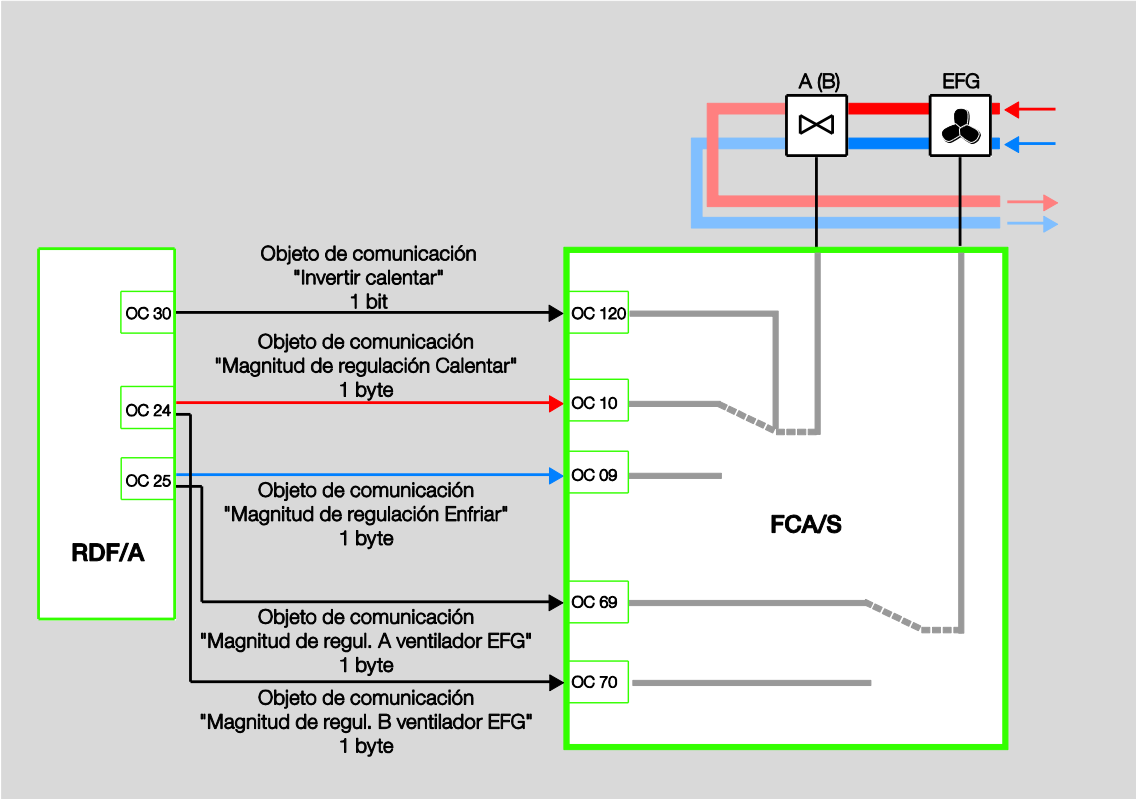 A (B)
EFG
Objeto de comunicación
"Invertir calentar"
1 bit
OC 30
OC 120
Objeto de comunicación
"Magnitud de regulación Calentar"
1 byte
OC 24
OC 10
OC 25
OC 09
Objeto de comunicación
"Magnitud de regulación Enfriar"
1 byte
RDF/A
FCA/S
OC 69
Objeto de comunicación
"Magnitud de regul. A ventilador EFG"
1 byte
OC 70
Objeto de comunicación
"Magnitud de regul. B ventilador EFG"
1 byte